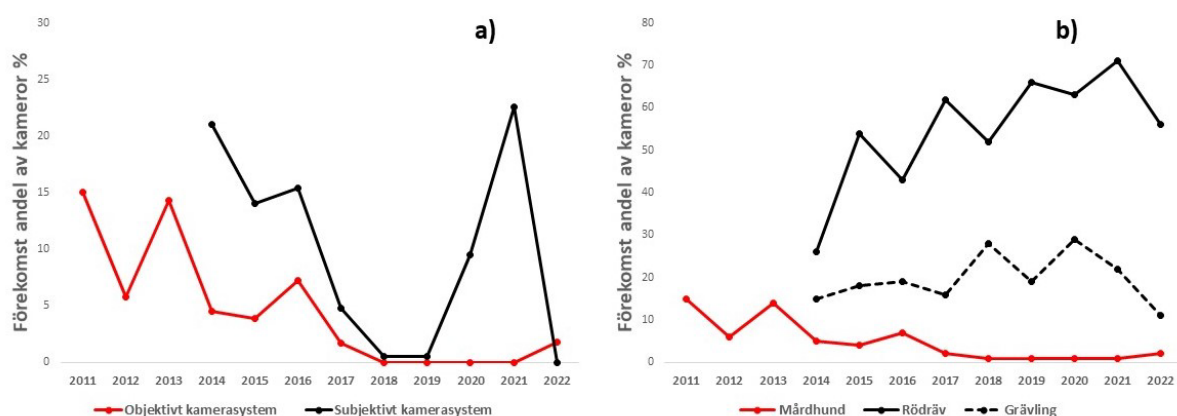 a)
Förekomst andel av kameror %
30
25
20
15
10
5
0
2011 2012 2013 2014 2015 2016 2017 2018 2019 2020 2021 2022
Objektivt kamerasystem Subjektivt kamerasystem
b)
Förekomst andel av kameror %
80
70
60
50
40
30
20
10
0
2011 2012 2013 2014 2015 2016 2017 2018 2019 2020 2021 2022
Mårdhund Rödräv Grävling